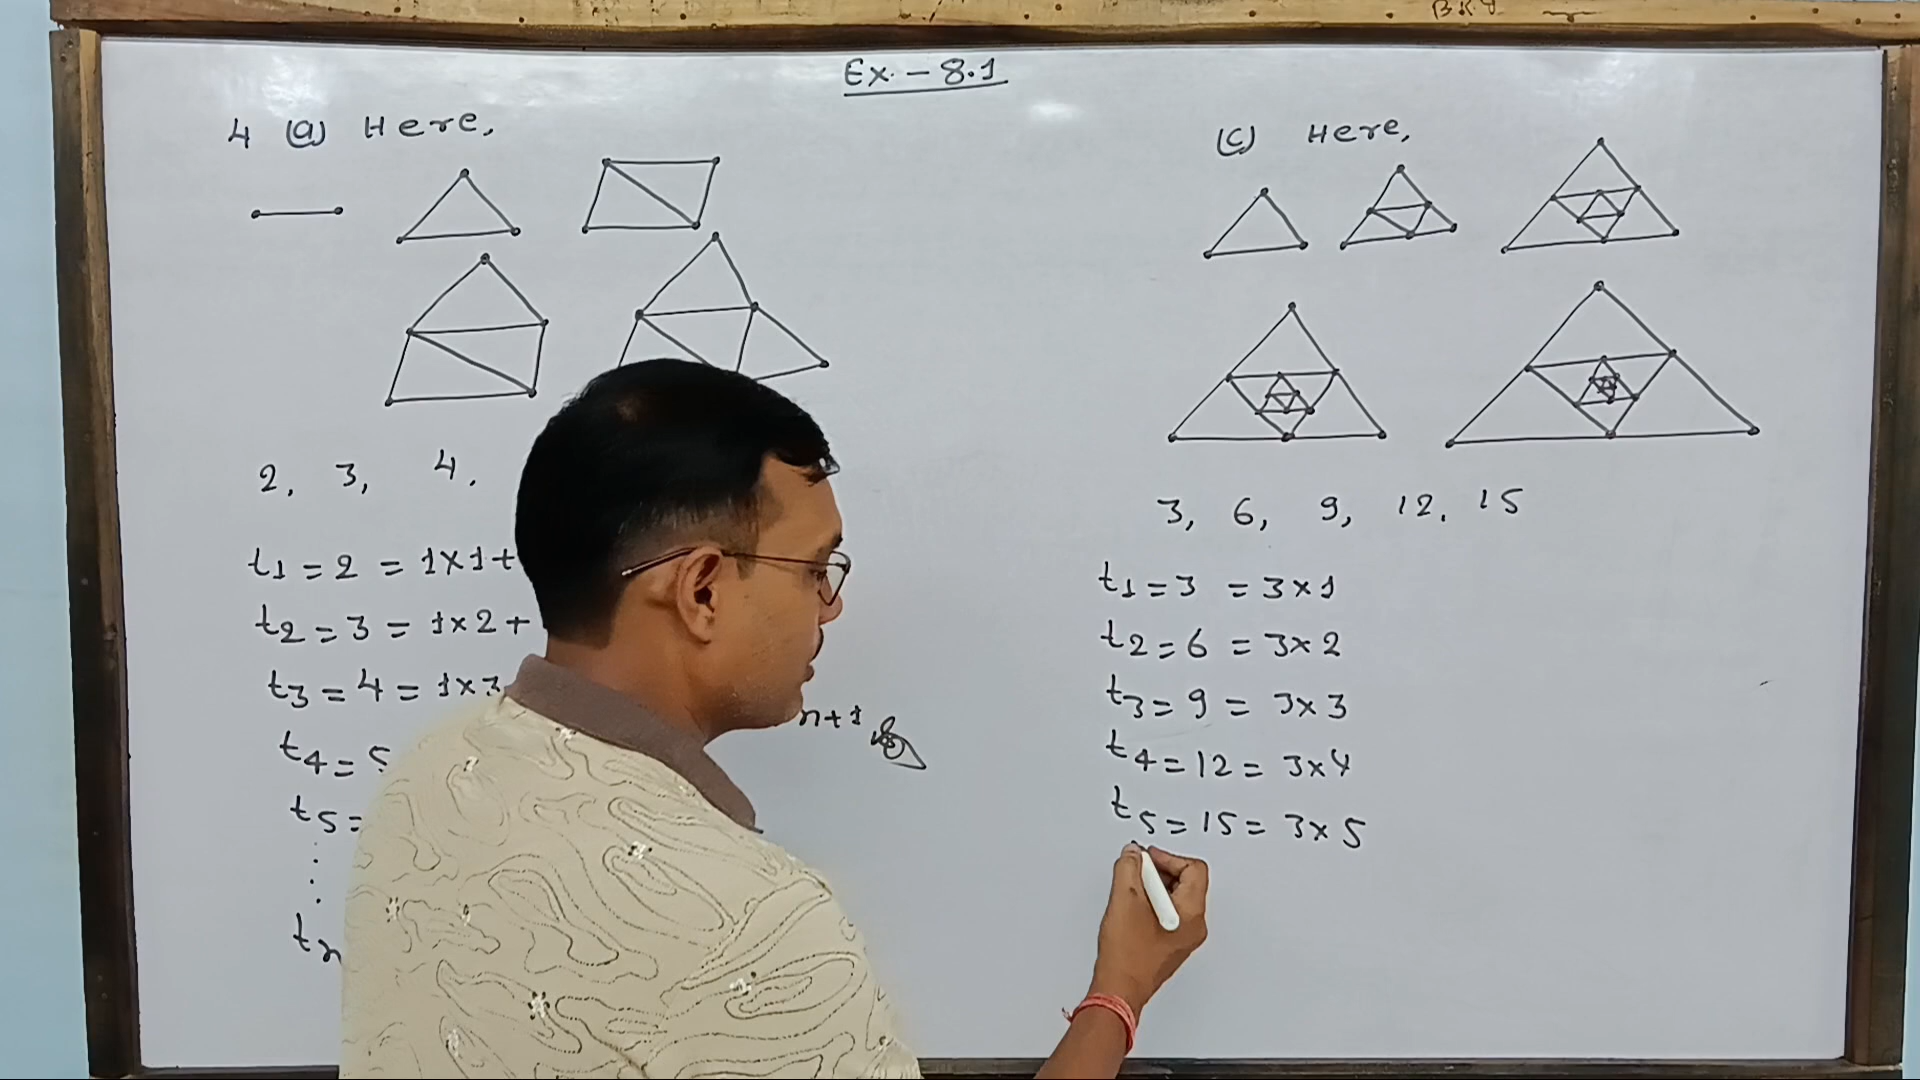 B.K.
Ex. - 8.1
4 (a) Here,
2, 3, 4,
t1 = 2 = 1×1+
t2 = 3 = 1×2+
t3 = 4 = 1×3
n+1
t4 = 5
t5 =
tn
(c) Here,
3, 6, 9, 12, 15
t1 = 3 = 3×1
t2 = 6 = 3×2
t3 = 9 = 3×3
t4 = 12 = 3×4
t5 = 15 = 3×5